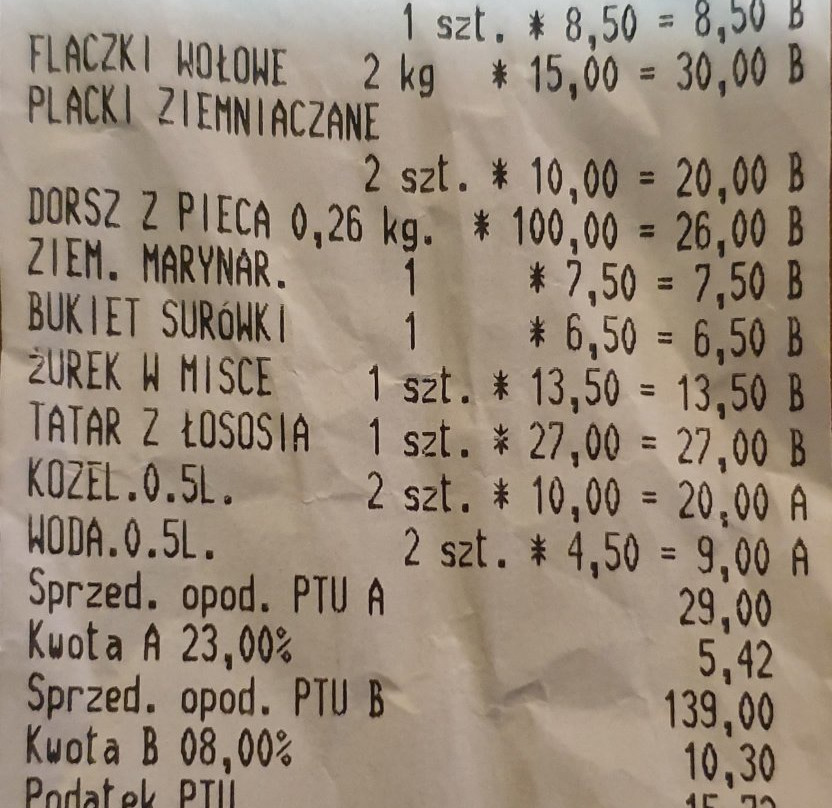 1 szt. * 8,50 = 8,50 B
FLACZKI WOŁOWE 2 kg * 15,00 = 30,00 B
PLACKI ZIEMNIACZANE
2 szt. * 10,00 = 20,00 B
DORSZ Z PIECA 0,26 kg. * 100,00 = 26,00 B
ZIEM. MARYNAR. 1 * 7,50 = 7,50 B
BUKIET SURÓWKI 1 * 6,50 = 6,50 B
ŻUREK W MISCE 1 szt. * 13,50 = 13,50 B
TATAR Z ŁOSOSIA 1 szt. * 27,00 = 27,00 B
KOZEL.0.5L. 2 szt. * 10,00 = 20,00 A
WODA.0.5L. 2 szt. * 4,50 = 9,00 A
Sprzed. opod. PTU A 29,00
Kwota A 23,00% 5,42
Sprzed. opod. PTU B 139,00
Kwota B 08,00% 10,30
Podatek PTU 15,72